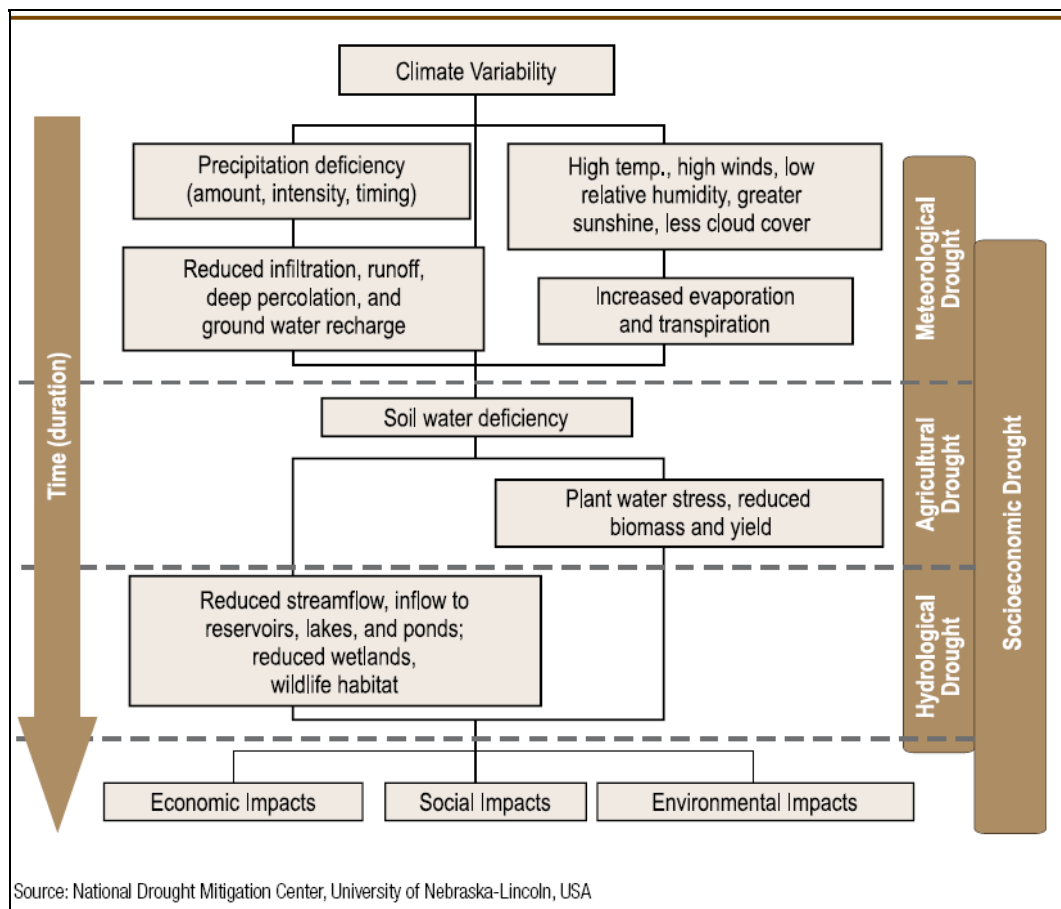 Climate Variability
Precipitation deficiency
(amount, intensity, timing)
High temp., high winds, low
relative humidity, greater
sunshine, less cloud cover
Reduced infiltration, runoff,
deep percolation, and
ground water recharge
Increased evaporation
and transpiration
Soil water deficiency
Plant water stress, reduced
biomass and yield
Reduced streamflow, inflow to
reservoirs, lakes, and ponds;
reduced wetlands,
wildlife habitat
Economic Impacts
Social Impacts
Environmental Impacts
Time (duration)
Meteorological
Drought
Agricultural
Drought
Hydrological
Drought
Socioeconomic Drought
Source: National Drought Mitigation Center, University of Nebraska-Lincoln, USA